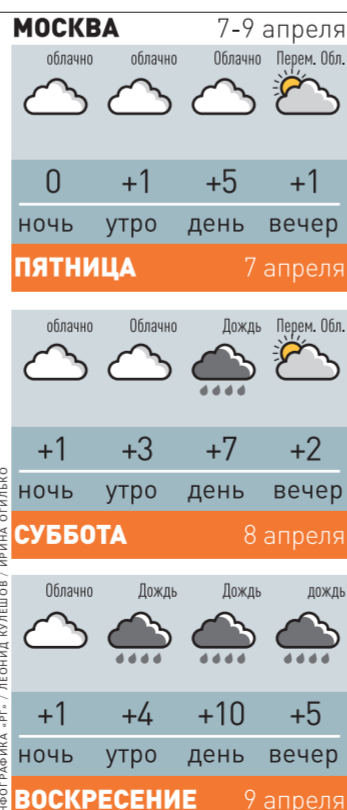 МОСКВА 7-9 апреля
облачно облачно Облачно Перем. Обл.
0 +1 +5 +1
ночь утро день вечер
ПЯТНИЦА 7 апреля
облачно Облачно Дождь Перем. Обл.
+1 +3 +7 +2
ночь утро день вечер
СУББОТА 8 апреля
Облачно Дождь Дождь дождь
+1 +4 +10 +5
ночь утро день вечер
ВОСКРЕСЕНИЕ 9 апреля
НФОГРАФИКА «РГ» / ЛЕОНИД КУЛЕШОВ / ИРИНА ОГИЛЬКО